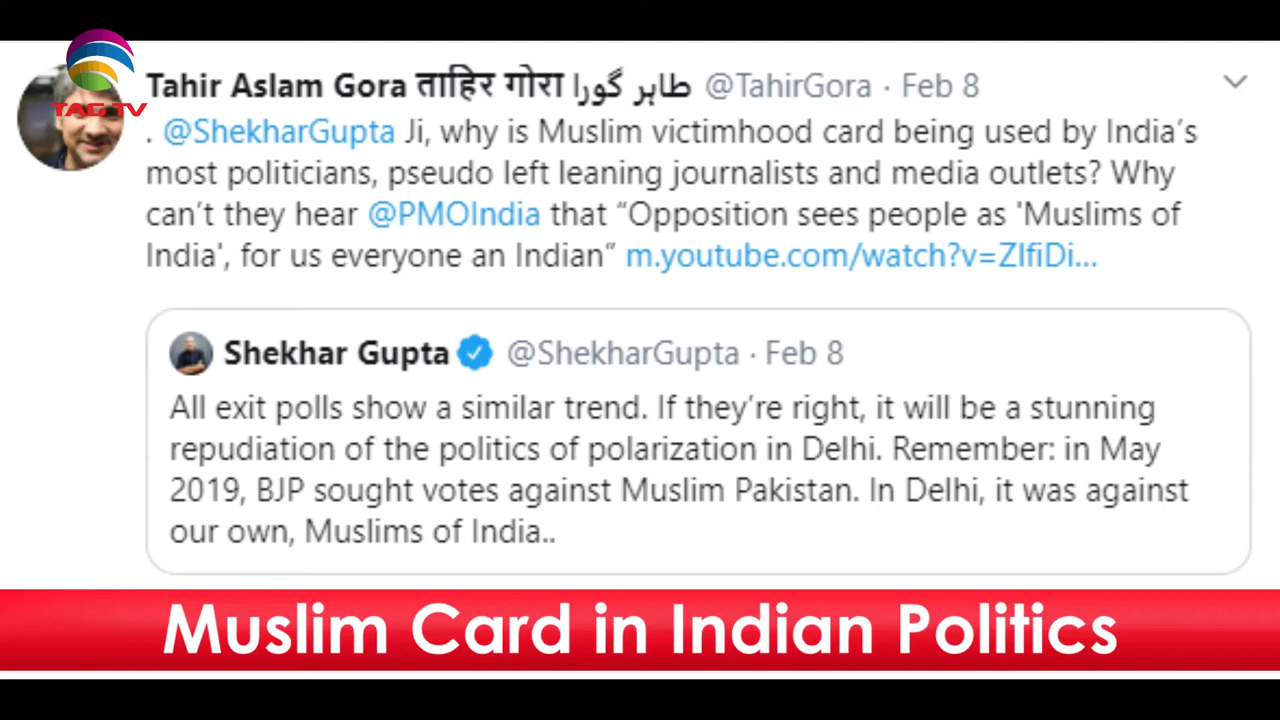 TAG TV
Tahir Aslam Gora ताहिर गोरा طاہر گورا @TahirGora · Feb 8
. @ShekharGupta Ji, why is Muslim victimhood card being used by India’s
most politicians, pseudo left leaning journalists and media outlets? Why
can’t they hear @PMOIndia that “Opposition sees people as 'Muslims of
India', for us everyone an Indian” m.youtube.com/watch?v=ZIfiDi...
Shekhar Gupta @ShekharGupta · Feb 8
All exit polls show a similar trend. If they’re right, it will be a stunning
repudiation of the politics of polarization in Delhi. Remember: in May
2019, BJP sought votes against Muslim Pakistan. In Delhi, it was against
our own, Muslims of India..
Muslim Card in Indian Politics